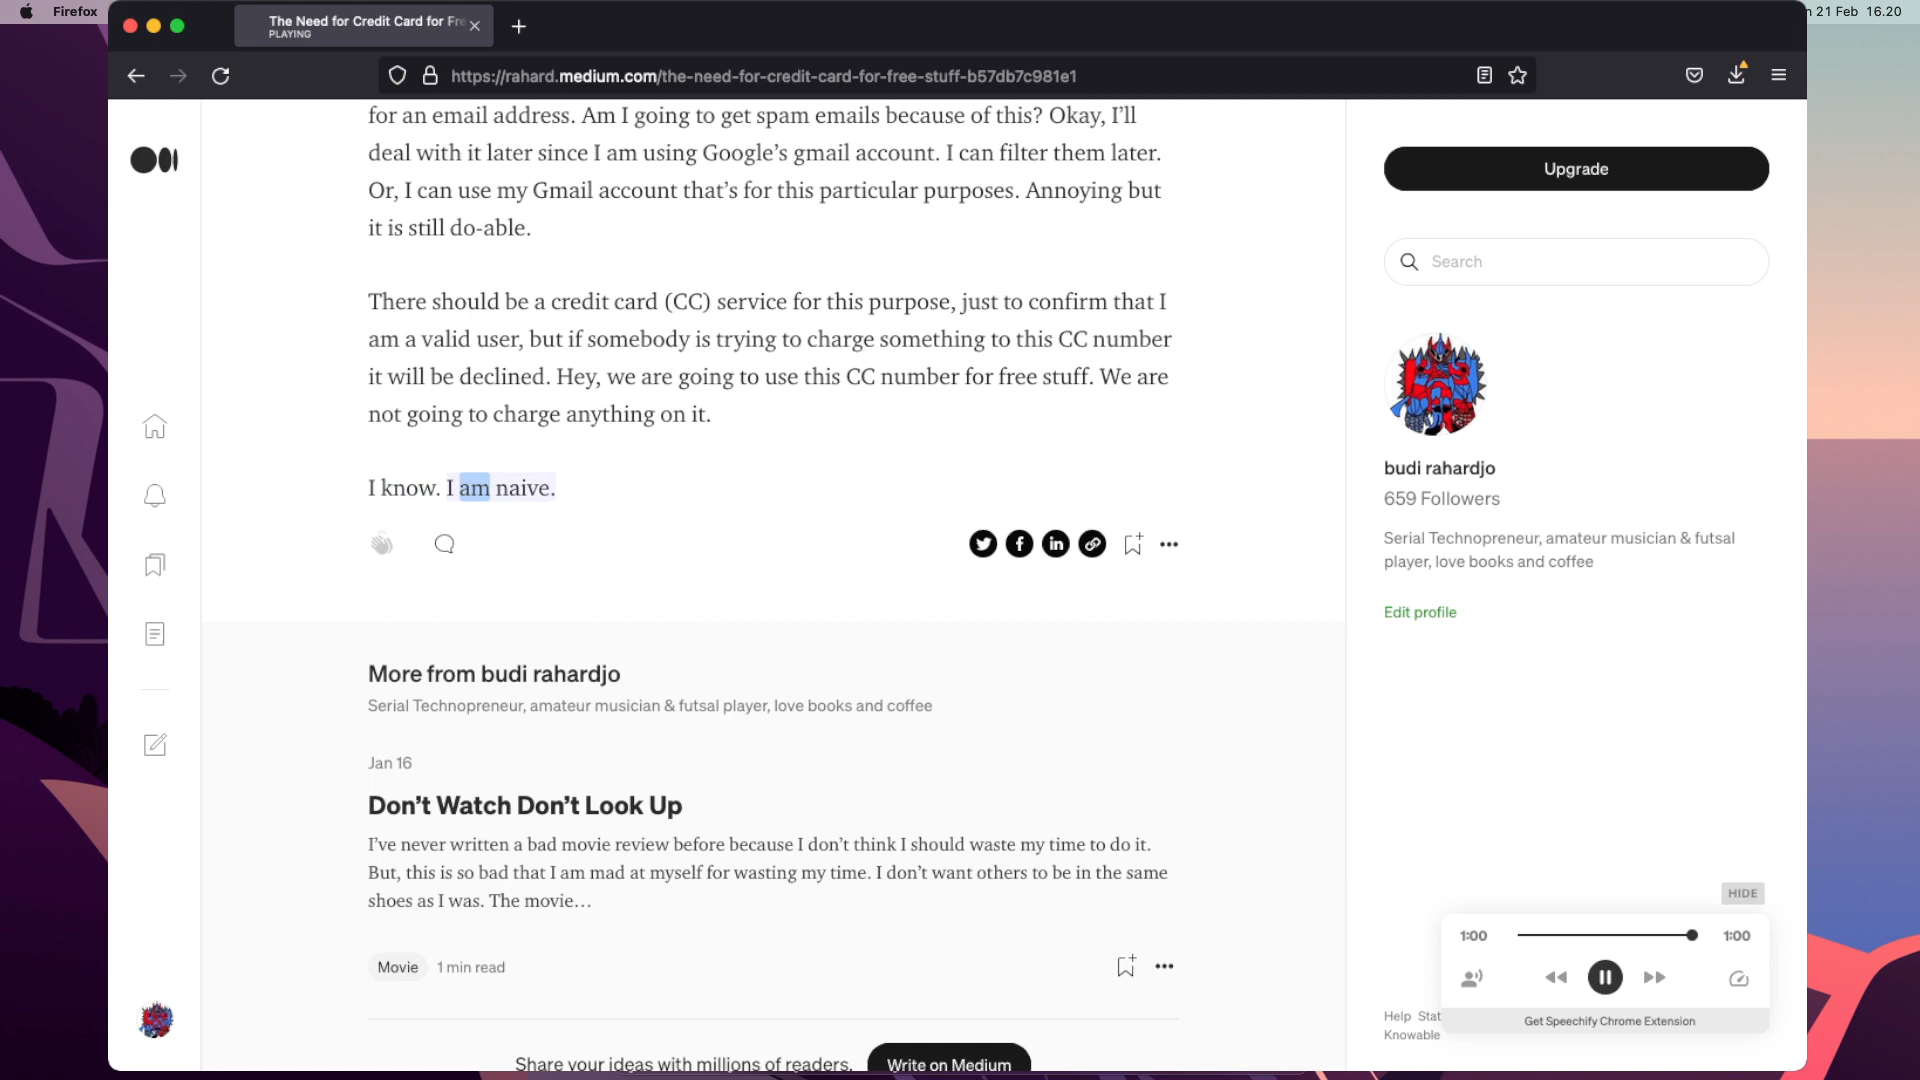 Firefox
n 21 Feb 16.20
The Need for Credit Card for Fre
PLAYING
https://rahard.medium.com/the-need-for-credit-card-for-free-stuff-b57db7c981e1
for an email address. Am I going to get spam emails because of this? Okay, I’ll
deal with it later since I am using Google’s gmail account. I can filter them later.
Or, I can use my Gmail account that’s for this particular purposes. Annoying but
it is still do-able.
There should be a credit card (CC) service for this purpose, just to confirm that I
am a valid user, but if somebody is trying to charge something to this CC number
it will be declined. Hey, we are going to use this CC number for free stuff. We are
not going to charge anything on it.
I know. I am naive.
More from budi rahardjo
Serial Technopreneur, amateur musician & futsal player, love books and coffee
Jan 16
Don’t Watch Don’t Look Up
I’ve never written a bad movie review before because I don’t think I should waste my time to do it.
But, this is so bad that I am mad at myself for wasting my time. I don’t want others to be in the same
shoes as I was. The movie…
Movie 1 min read
Share your ideas with millions of readers. Write on Medium
Upgrade
Search
budi rahardjo
659 Followers
Serial Technopreneur, amateur musician & futsal
player, love books and coffee
Edit profile
HIDE
1:00 1:00
Get Speechify Chrome Extension
Help Stat
Knowable